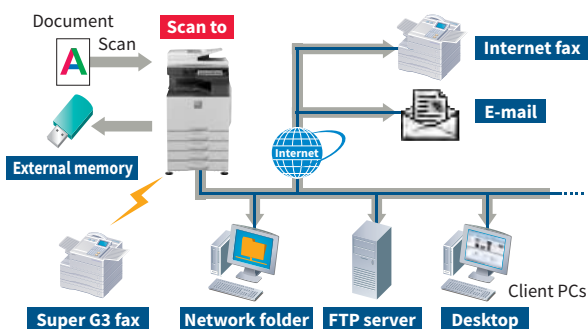 Document
Scan to
A
Scan
Internet fax
E-mail
Internet
External memory
Client PCs
Super G3 fax
Network folder
FTP server
Desktop